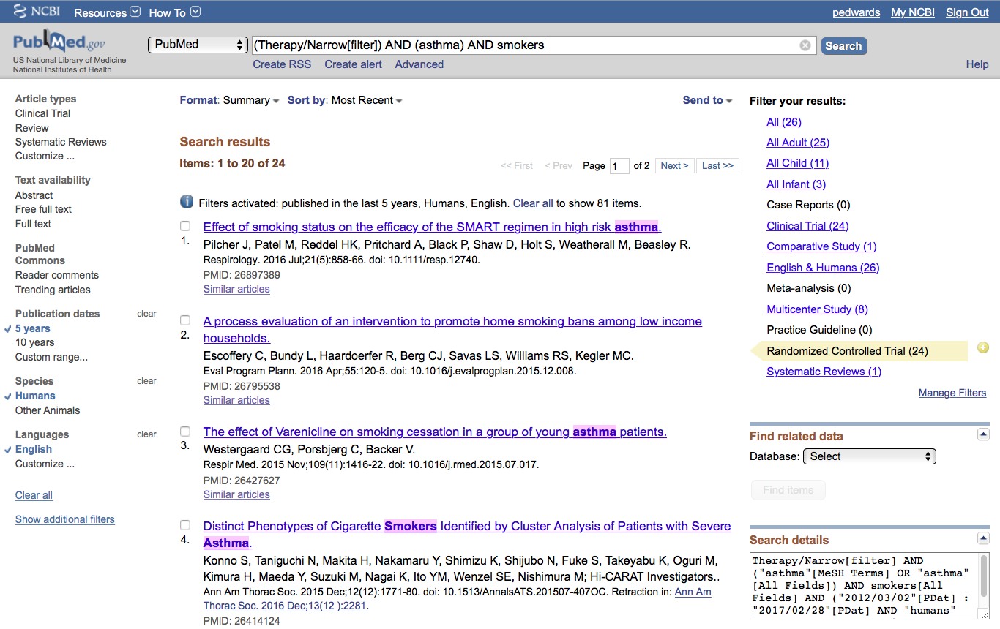 NCBI Resources How To pedwards My NCBI Sign Out
PubMed.gov
US National Library of Medicine
National Institutes of Health
PubMed (Therapy/Narrow[filter]) AND (asthma) AND smokers Search
Create RSS Create alert Advanced Help
Article types
Clinical Trial
Review
Systematic Reviews
Customize ...
Text availability
Abstract
Free full text
Full text
PubMed
Commons
Reader comments
Trending articles
Publication dates clear
5 years
10 years
Custom range...
Species clear
Humans
Other Animals
Languages clear
English
Customize ...
Clear all
Show additional filters
Format: Summary Sort by: Most Recent Send to
Search results
Items: 1 to 20 of 24
<< First < Prev Page 1 of 2 Next > Last >>
Filters activated: published in the last 5 years, Humans, English. Clear all to show 81 items.
Effect of smoking status on the efficacy of the SMART regimen in high risk asthma.
1.
Pilcher J, Patel M, Reddel HK, Pritchard A, Black P, Shaw D, Holt S, Weatherall M, Beasley R.
Respirology. 2016 Jul;21(5):858-66. doi: 10.1111/resp.12740.
PMID: 26897389
Similar articles
A process evaluation of an intervention to promote home smoking bans among low income
2. households.
Escoffery C, Bundy L, Haardoerfer R, Berg CJ, Savas LS, Williams RS, Kegler MC.
Eval Program Plann. 2016 Apr;55:120-5. doi: 10.1016/j.evalprogplan.2015.12.008.
PMID: 26795538
Similar articles
The effect of Varenicline on smoking cessation in a group of young asthma patients.
3.
Westergaard CG, Porsbjerg C, Backer V.
Respir Med. 2015 Nov;109(11):1416-22. doi: 10.1016/j.rmed.2015.07.017.
PMID: 26427627
Similar articles
Distinct Phenotypes of Cigarette Smokers Identified by Cluster Analysis of Patients with Severe
4. Asthma.
Konno S, Taniguchi N, Makita H, Nakamaru Y, Shimizu K, Shijubo N, Fuke S, Takeyabu K, Oguri M,
Kimura H, Maeda Y, Suzuki M, Nagai K, Ito YM, Wenzel SE, Nishimura M; Hi-CARAT Investigators..
Ann Am Thorac Soc. 2015 Dec;12(12):1771-80. doi: 10.1513/AnnalsATS.201507-407OC. Retraction in: Ann Am
Thorac Soc. 2016 Dec;13(12 ):2281.
PMID: 26414124
Filter your results:
All (26)
All Adult (25)
All Child (11)
All Infant (3)
Case Reports (0)
Clinical Trial (24)
Comparative Study (1)
English & Humans (26)
Meta-analysis (0)
Multicenter Study (8)
Practice Guideline (0)
Randomized Controlled Trial (24)
Systematic Reviews (1)
Manage Filters
Find related data
Database: Select
Find items
Search details
Therapy/Narrow[filter] AND
("asthma"[MeSH Terms] OR "asthma"
[All Fields]) AND smokers[All
Fields] AND ("2012/03/02"[PDat] :
"2017/02/28"[PDat] AND "humans"